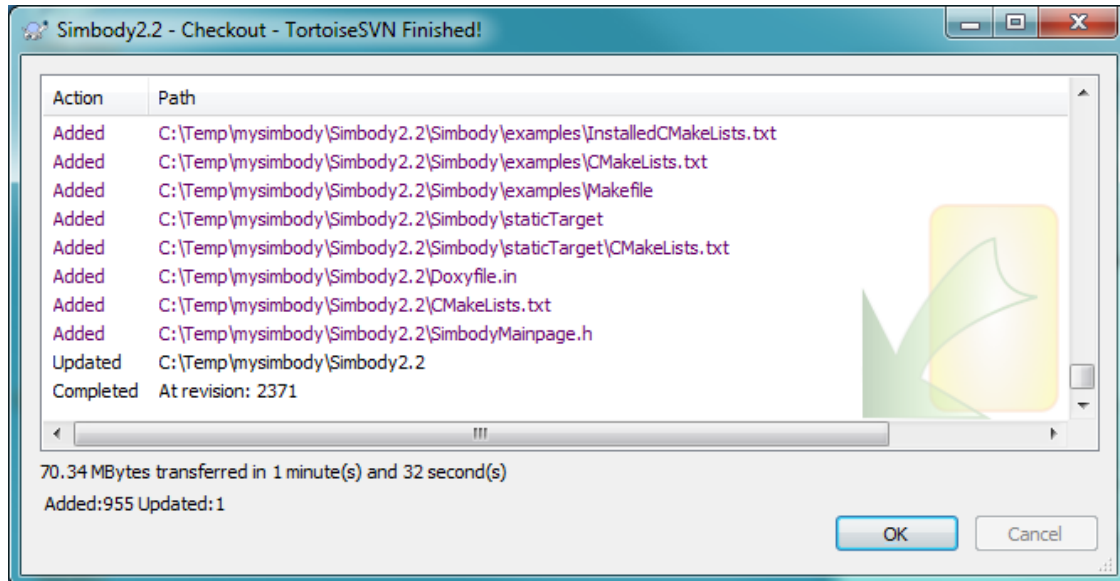 Simbody2.2 - Checkout - TortoiseSVN Finished!
Action Path
Added C:\Temp\mysimbody\Simbody2.2\Simbody\examples\InstalledCMakeLists.txt
Added C:\Temp\mysimbody\Simbody2.2\Simbody\examples\CMakeLists.txt
Added C:\Temp\mysimbody\Simbody2.2\Simbody\examples\Makefile
Added C:\Temp\mysimbody\Simbody2.2\Simbody\staticTarget
Added C:\Temp\mysimbody\Simbody2.2\Simbody\staticTarget\CMakeLists.txt
Added C:\Temp\mysimbody\Simbody2.2\Doxyfile.in
Added C:\Temp\mysimbody\Simbody2.2\CMakeLists.txt
Added C:\Temp\mysimbody\Simbody2.2\SimbodyMainpage.h
Updated C:\Temp\mysimbody\Simbody2.2
Completed At revision: 2371
70.34 MBytes transferred in 1 minute(s) and 32 second(s)
Added:955 Updated:1
OK Cancel